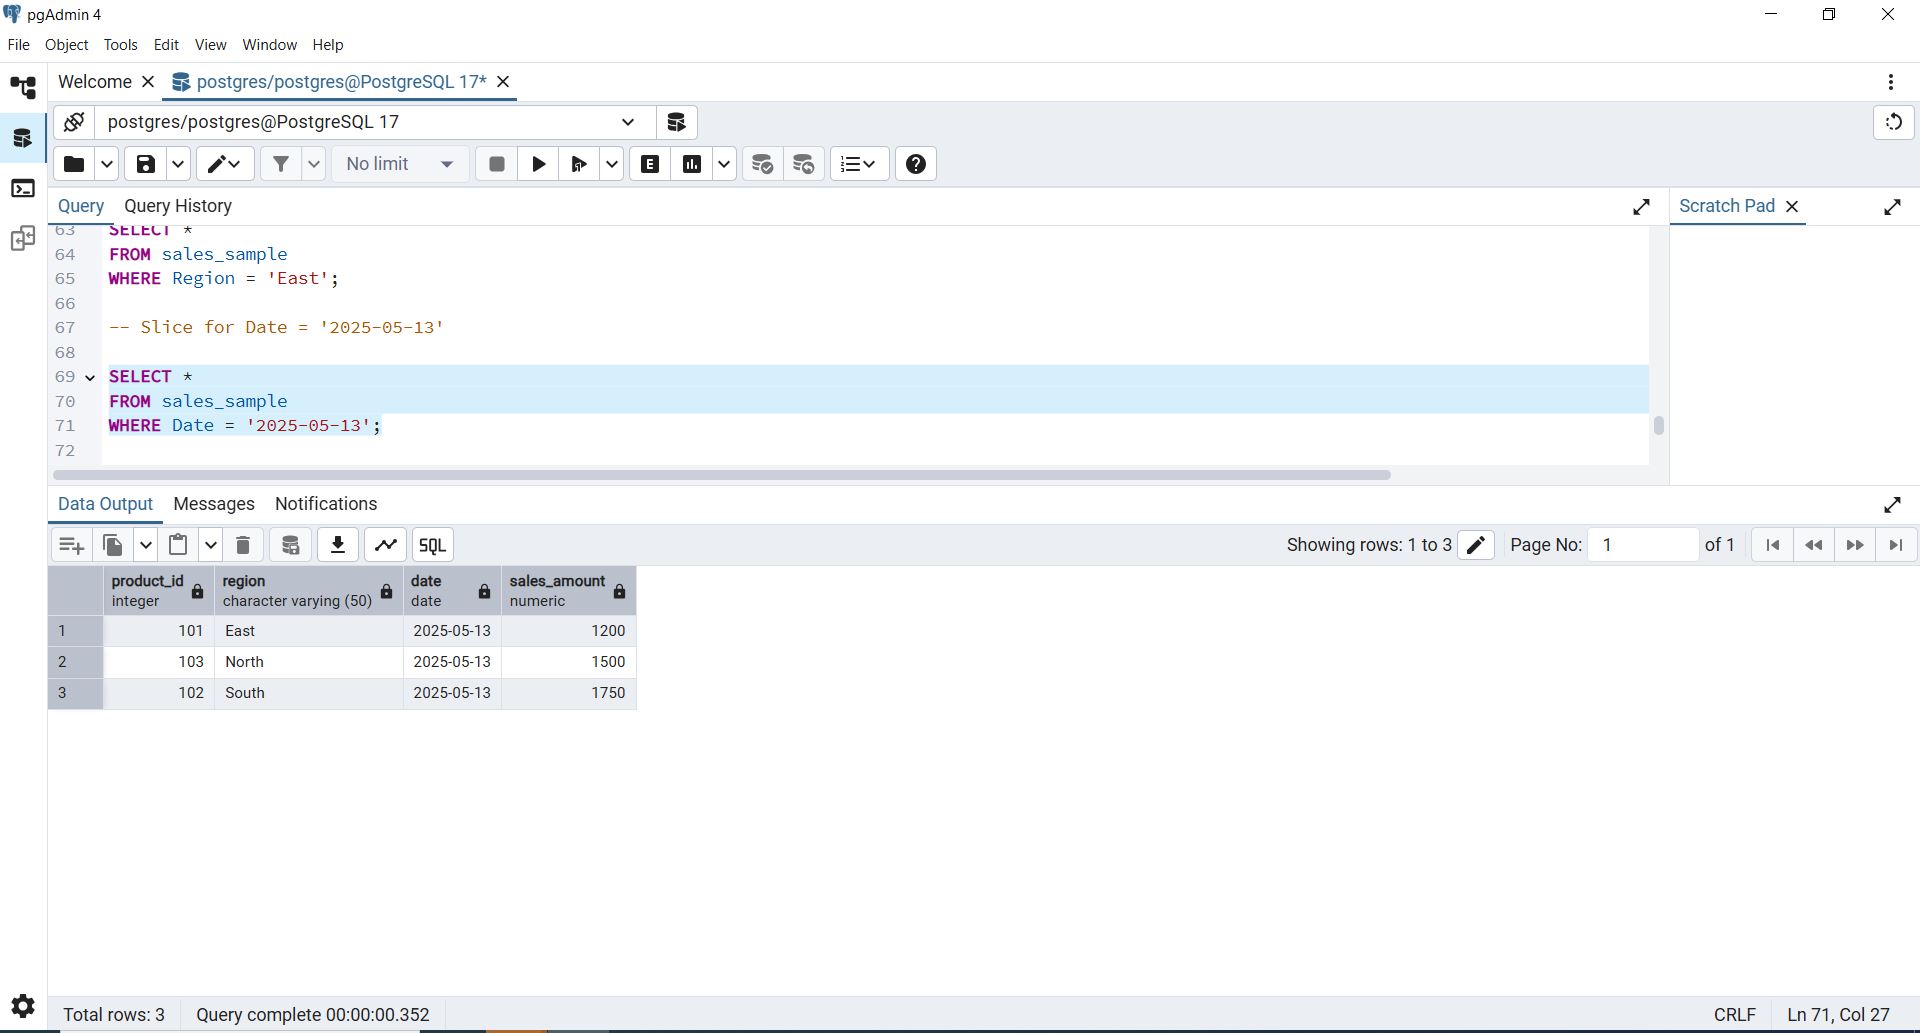 pgAdmin 4
File Object Tools Edit View Window Help
Welcome postgres/postgres@PostgreSQL 17*
postgres/postgres@PostgreSQL 17
No limit
E
Query Query History
Scratch Pad
63 SELECT *
64 FROM sales_sample
65 WHERE Region = 'East';
66
67 -- Slice for Date = '2025-05-13'
68
69 SELECT *
70 FROM sales_sample
71 WHERE Date = '2025-05-13';
72
Data Output Messages Notifications
SQL Showing rows: 1 to 3 Page No: 1 of 1
product_id region date sales_amount
integer character varying (50) date numeric
1 101 East 2025-05-13 1200
2 103 North 2025-05-13 1500
3 102 South 2025-05-13 1750
Total rows: 3 Query complete 00:00:00.352 CRLF Ln 71, Col 27